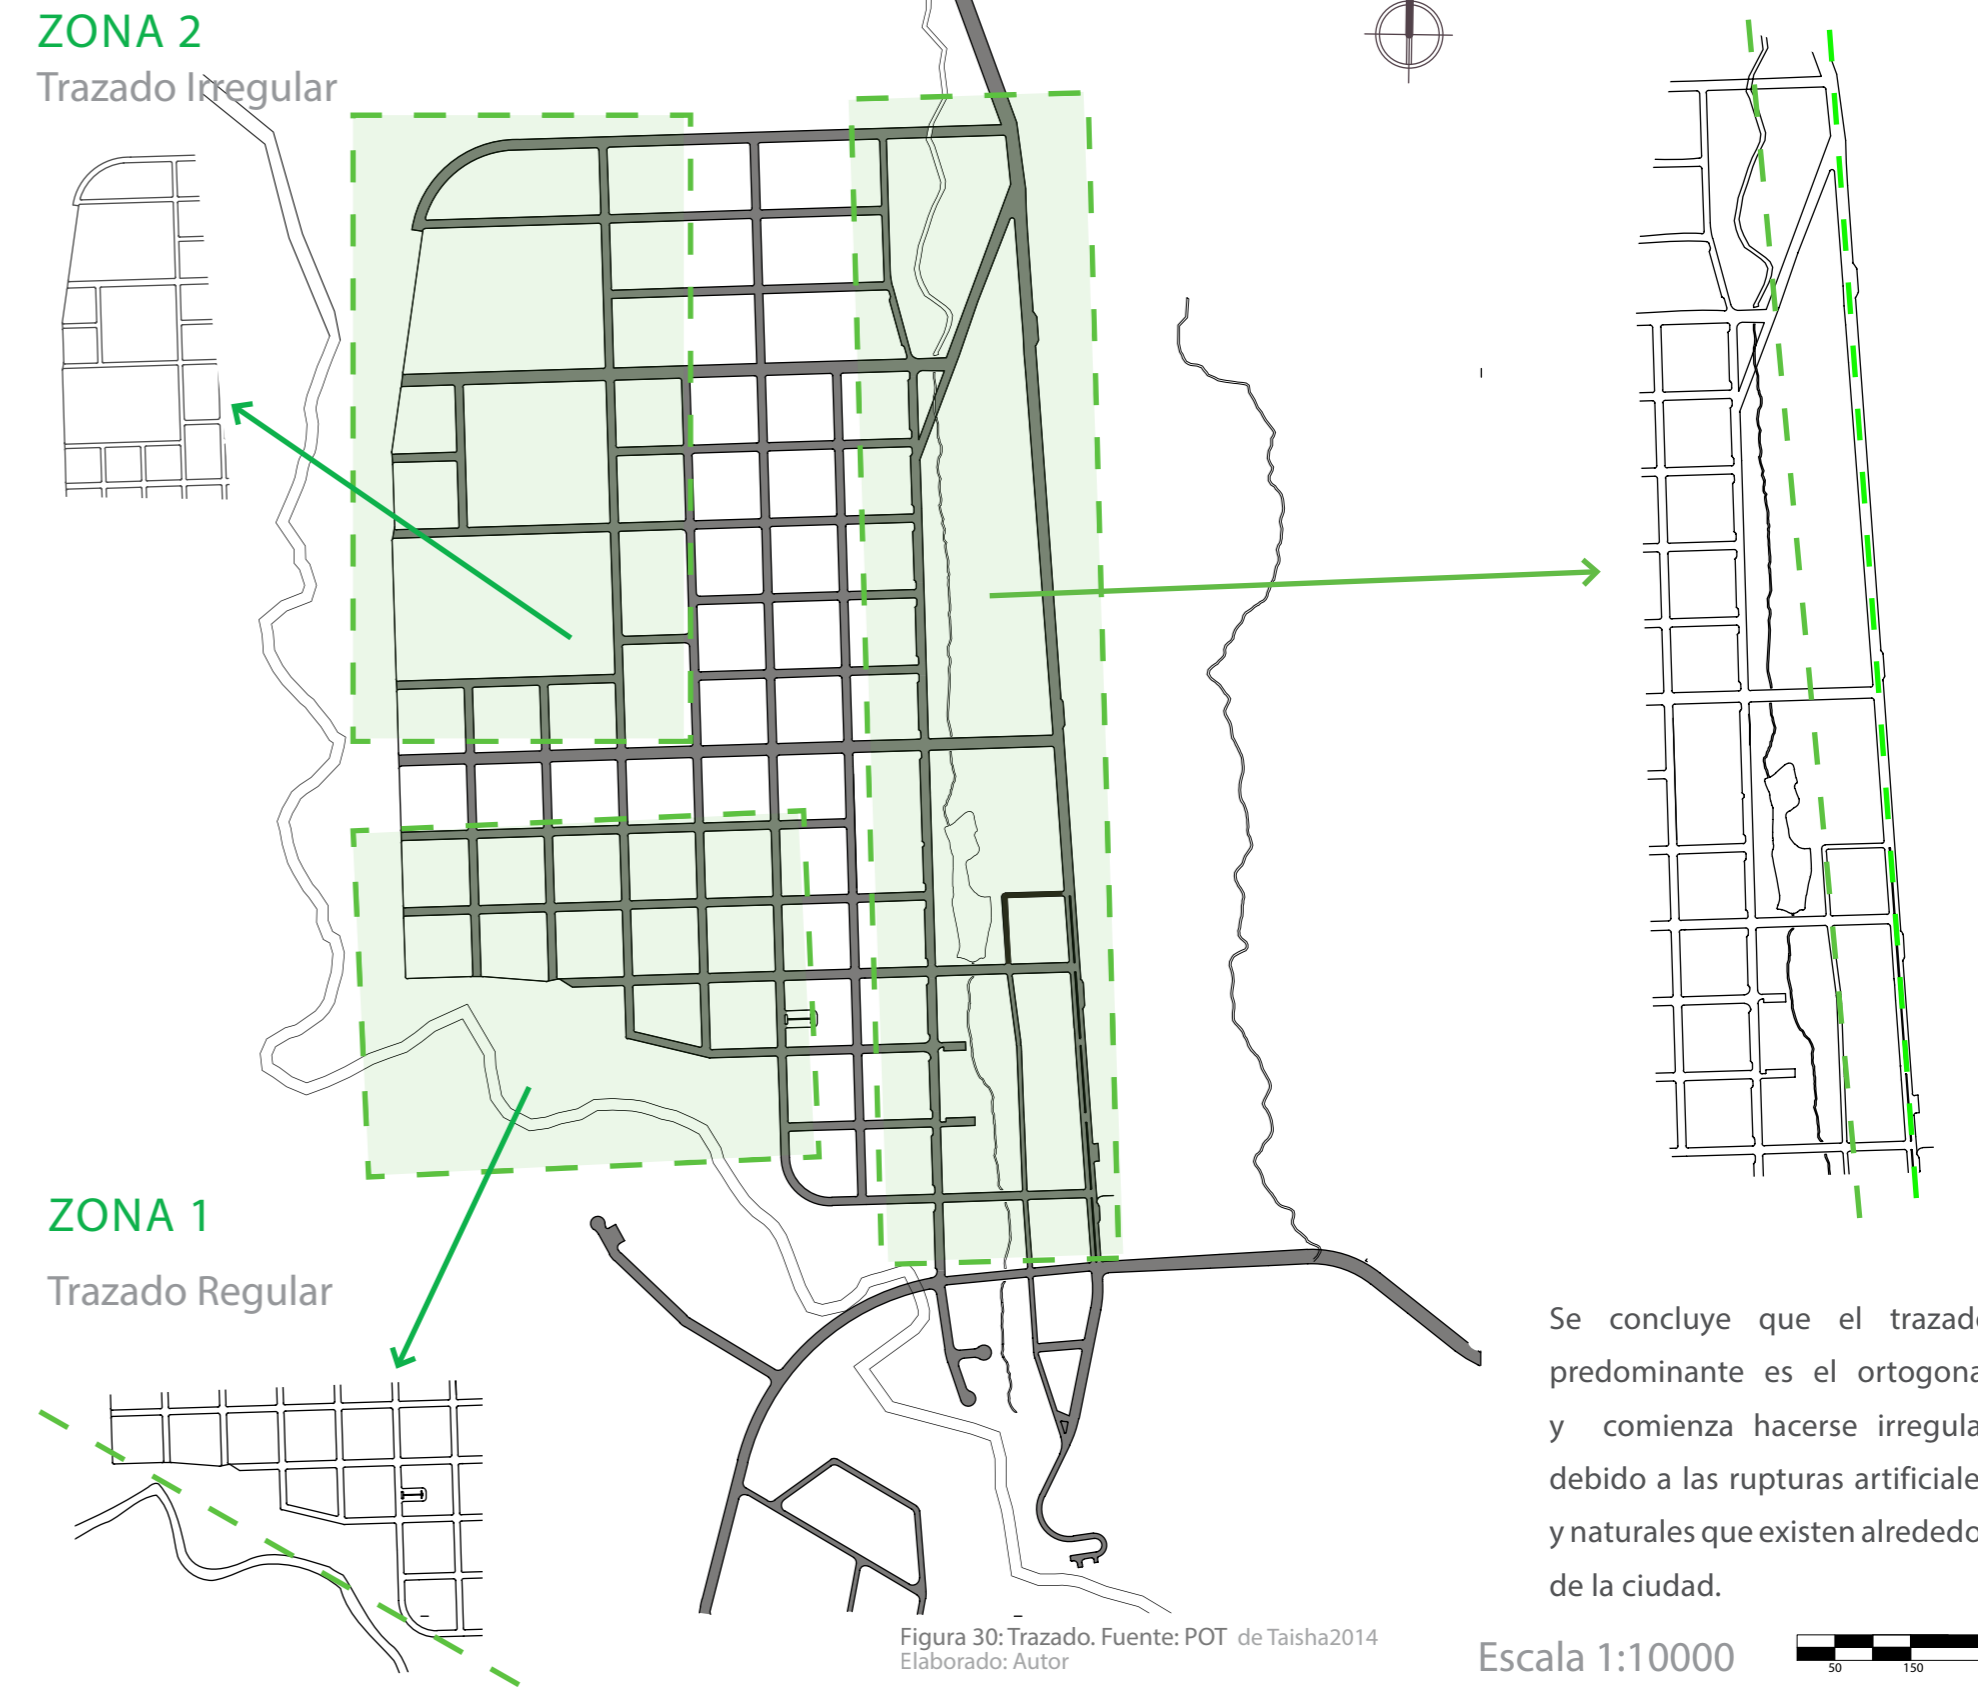 ZONA 2
Trazado Irregular
ZONA 1
Trazado Regular
Se concluye que el trazado
predominante es el ortogona
y comienza hacerse irregula
debido a las rupturas artificiale
y naturales que existen alrededo
de la ciudad.
Figura 30: Trazado. Fuente: POT de Taisha2014
Elaborado: Autor
Escala 1:10000
50 150